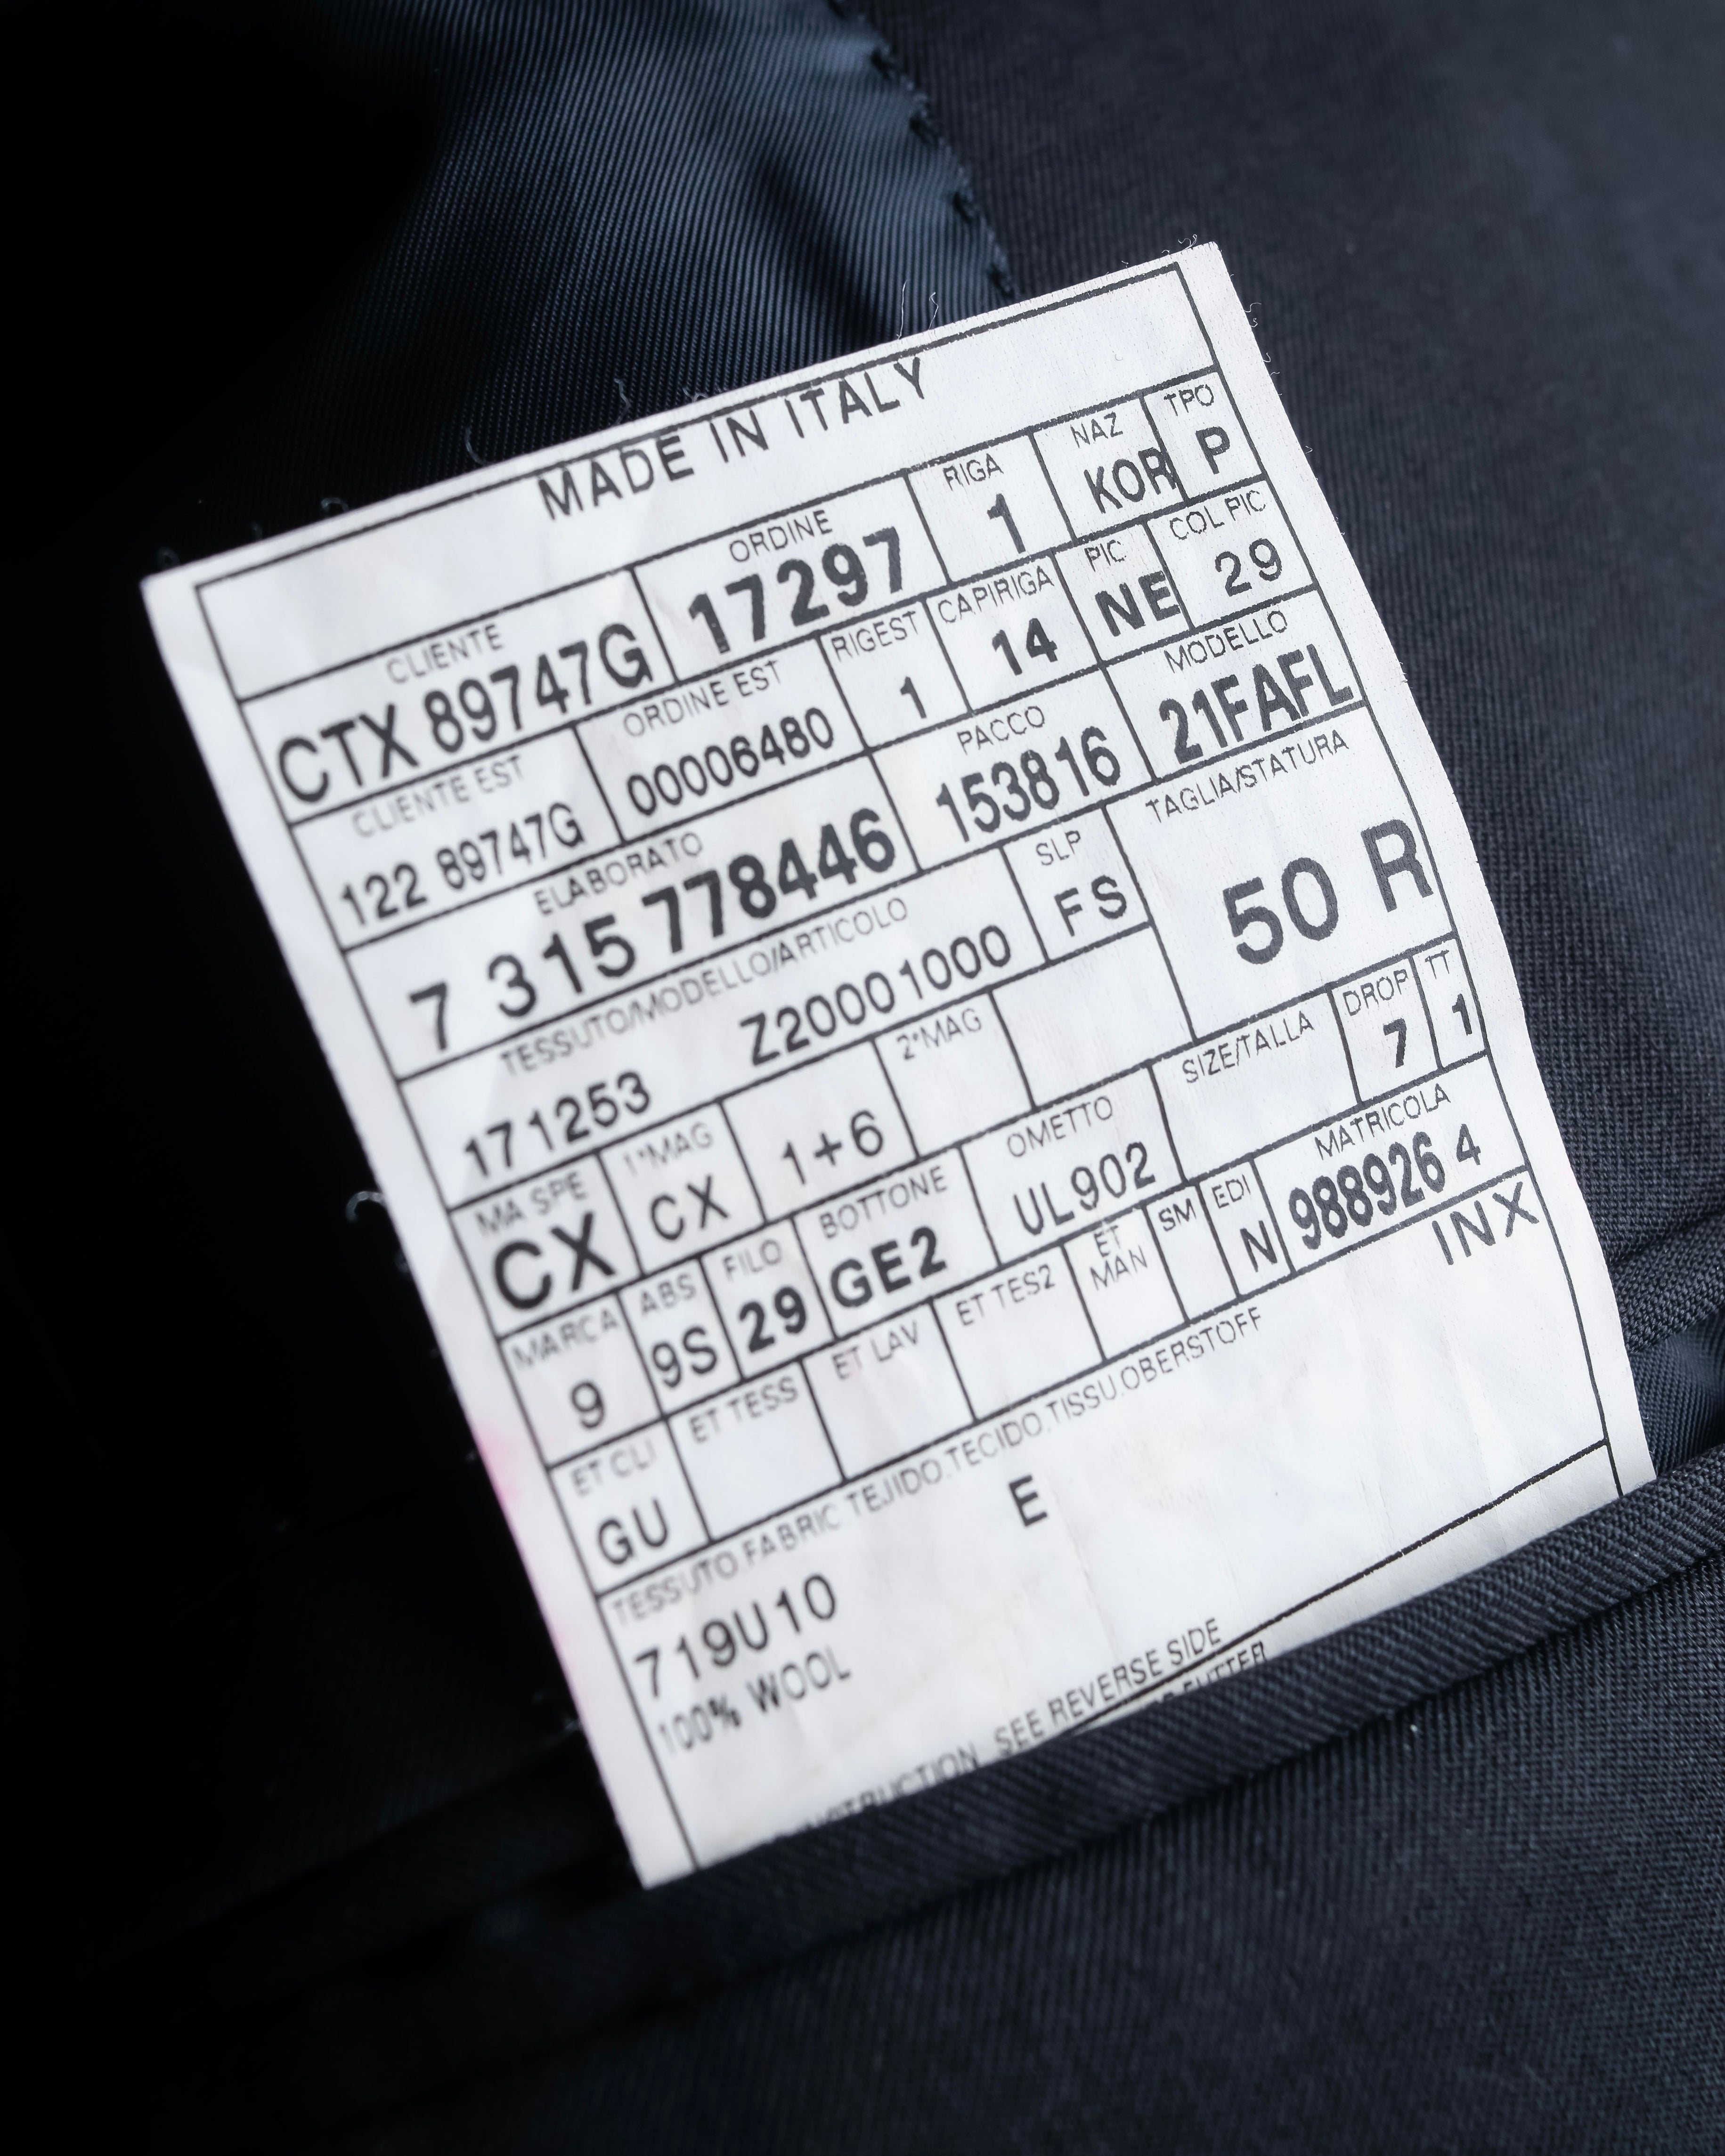 MADE IN ITALY
CLIENTE ORDINE RIGA NAZ TPO
CTX 89747G 17297 1 KOR P
CLIENTE EST ORDINE EST RIGEST CAPIRIGA PIC COL PIC
122 89747G 00006480 1 14 NE 29
ELABORATO PACCO MODELLO
7 315 778446 153816 21FAFL
TESSUTO/MODELLO/ARTICOLO SLP TAGLIA/STATURA
171253 Z20001000 FS 50 R
MA SPE 1°MAG 2°MAG
CX CX 1+6
MARCA ABS FILO BOTTONE OMETTO SIZE/TALLA DROP TT
9 9S 29 GE2 UL902 7 1
ET CLI ET TESS ET LAV ET TES2 ET MAN SM EDI MATRICOLA
GU N 988926 4
TESSUTO.FABRIC TEJIDO.TECIDO.TISSU.OBERSTOFF INX
719U10 E
100% WOOL
SEE REVERSE SIDE